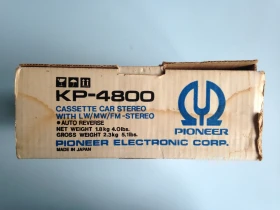 KP-4800
CASSETTE CAR STEREO
WITH LW/MW/FM-STEREO
• AUTO REVERSE
NET WEIGHT 1.8kg 4.0lbs.
GROSS WEIGHT 2.3kg 5.1lbs.
PIONEER
PIONEER ELECTRONIC CORP.
MADE IN JAPAN